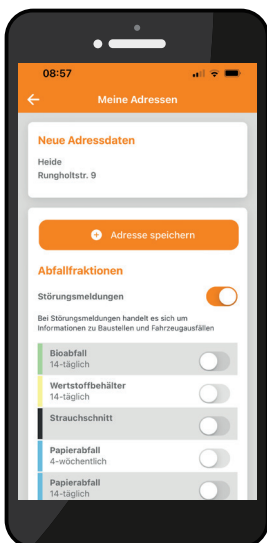 08:57
Meine Adressen
Neue Adressdaten
Heide
Rungholtstr. 9
Adresse speichern
Abfallfraktionen
Störungsmeldungen
Bei Störungsmeldungen handelt es sich um
Informationen zu Baustellen und Fahrzeugausfällen
Bioabfall
14-täglich
Wertstoffbehälter
14-täglich
Strauchschnitt
Papierabfall
4-wöchentlich
Papierabfall
14-täglich